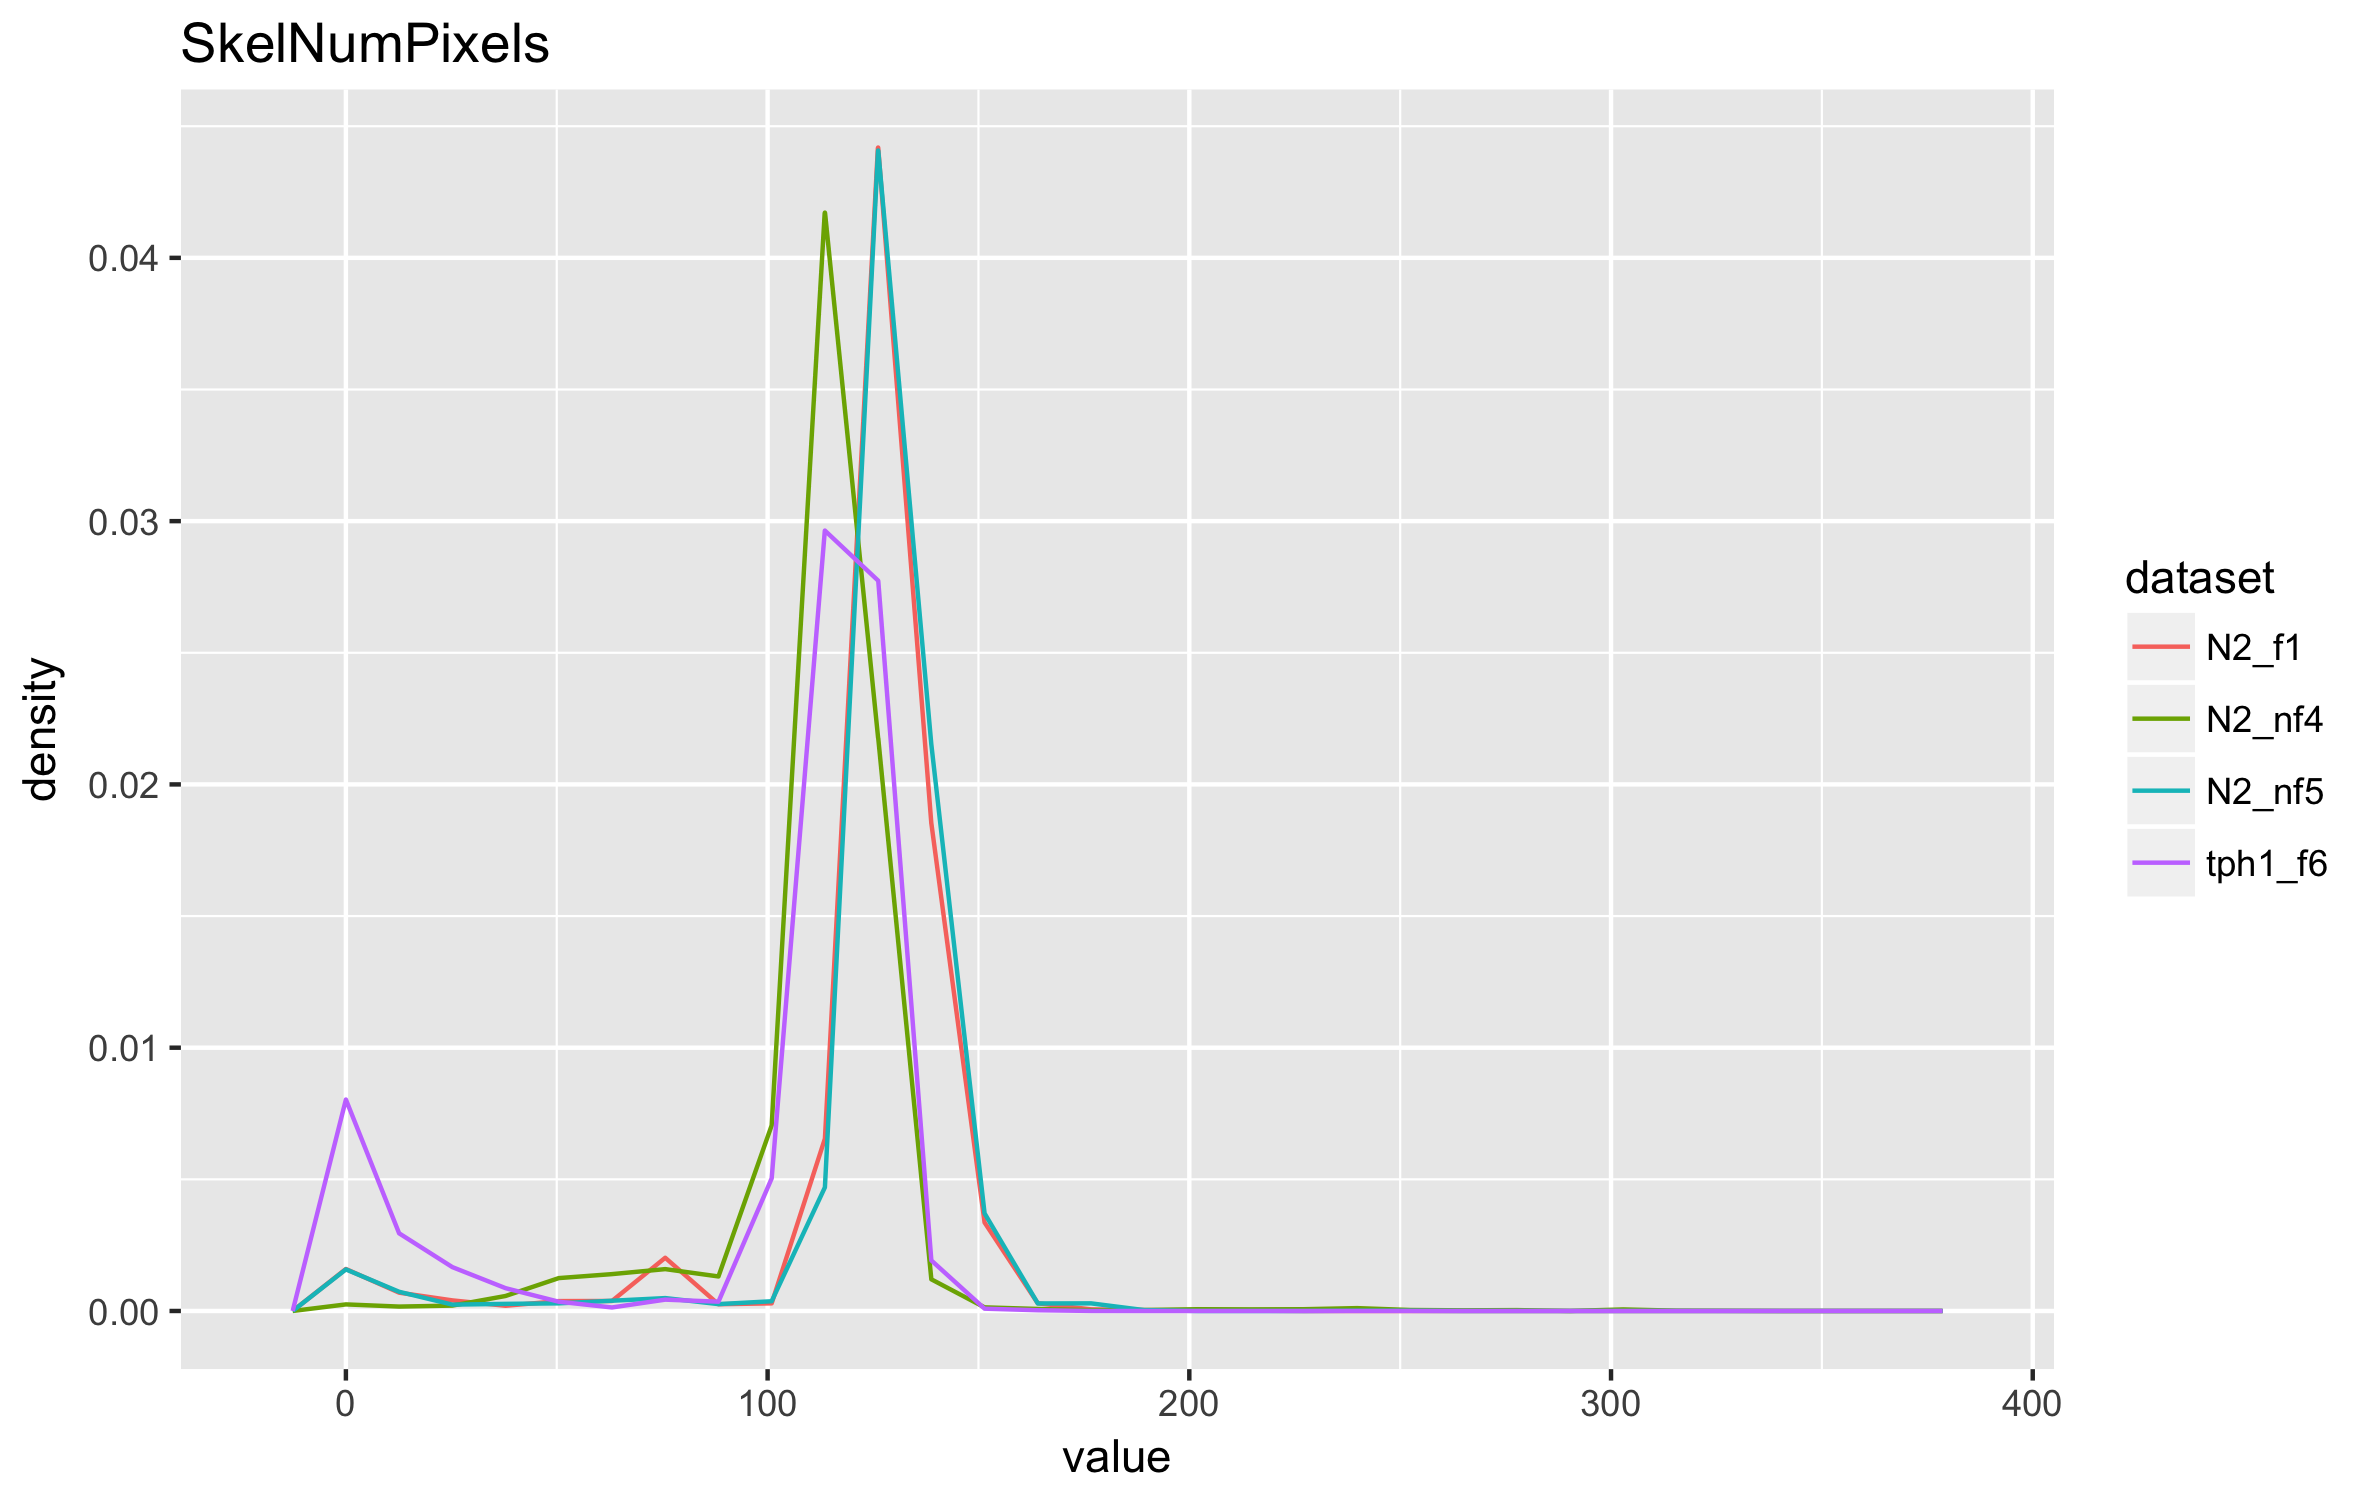 SkelNumPixels
density
0.04
0.03
0.02
0.01
0.00
0
100
200
300
400
value
dataset
N2_f1
N2_nf4
N2_nf5
tph1_f6